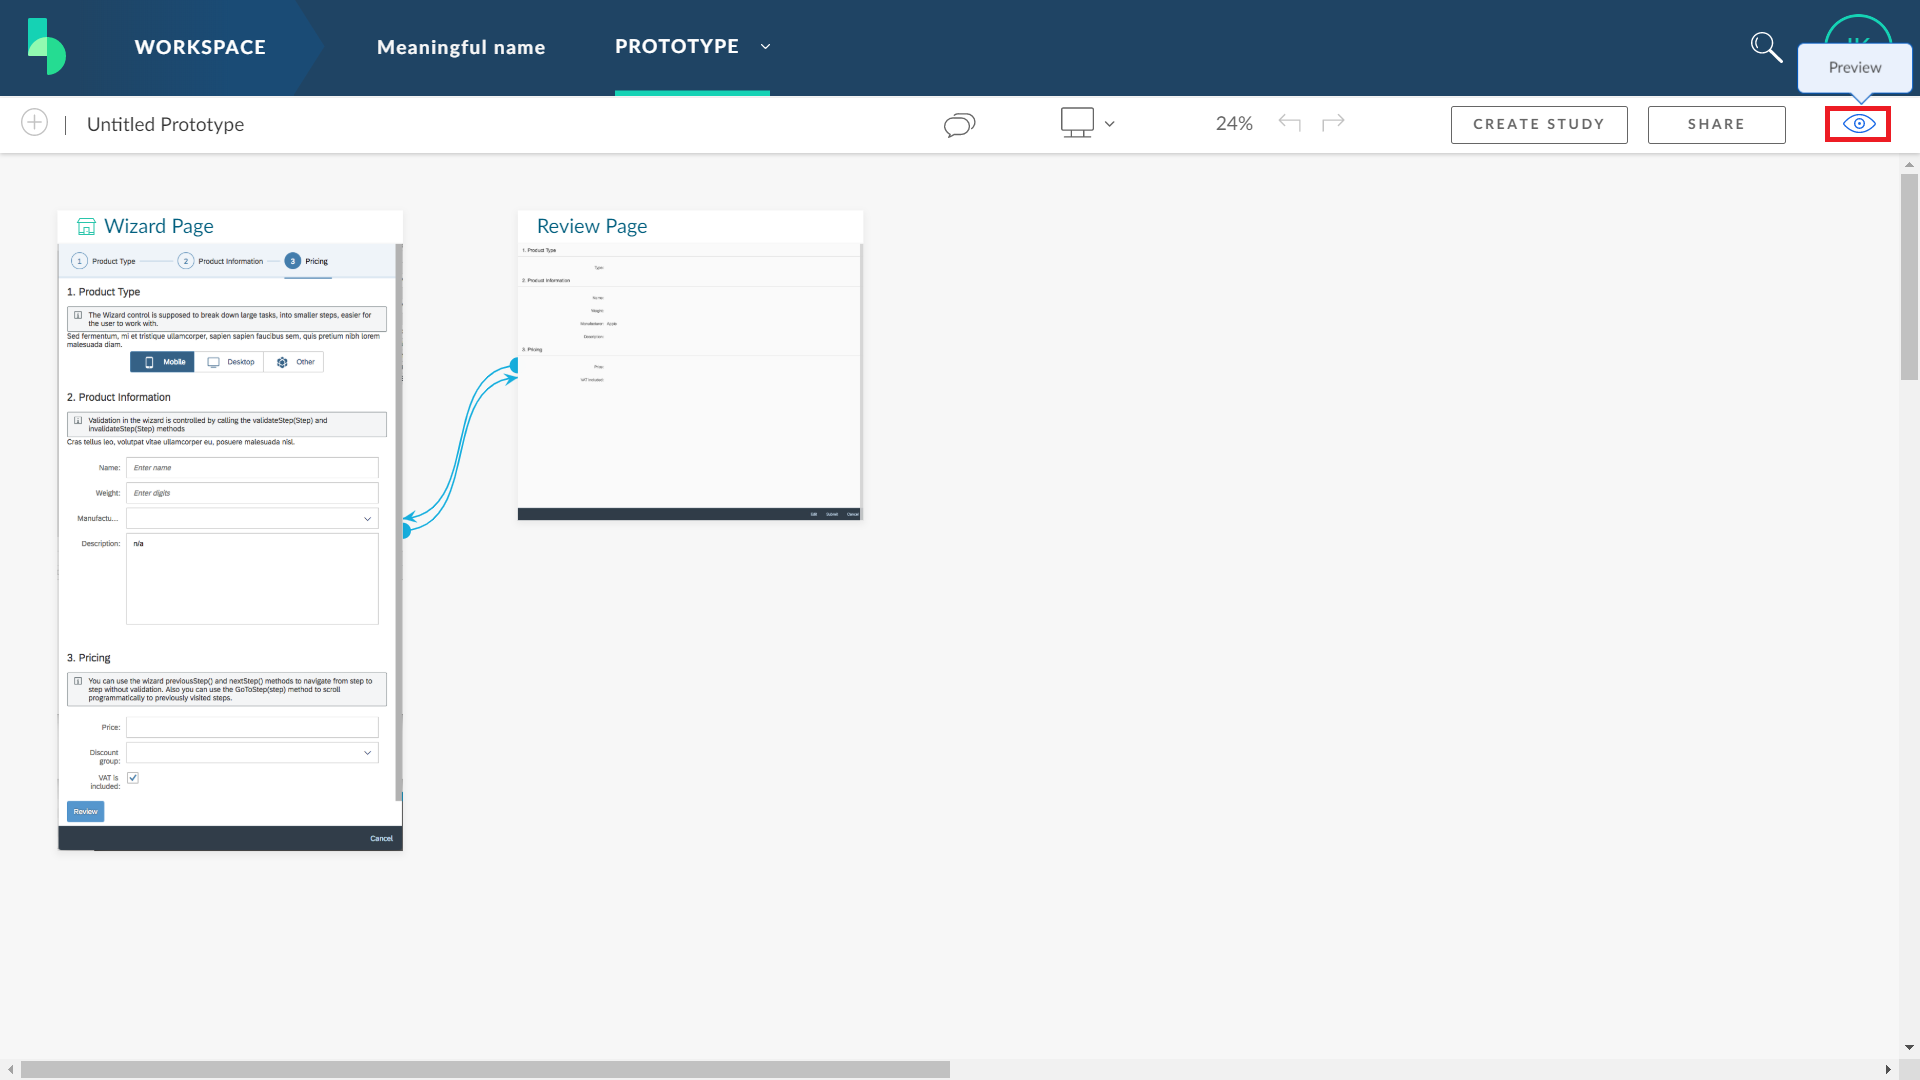 WORKSPACE
Meaningful name
PROTOTYPE
Preview
Untitled Prototype
24%
CREATE STUDY
SHARE
Wizard Page
1 Product Type
2 Product Information
3 Pricing
1. Product Type
The Wizard control is supposed to break down large tasks, into smaller steps, easier for
the user to work with.
Sed fermentum, mi et tristique ullamcorper, sapien sapien faucibus sem, quis pretium nibh lorem
malesuada diam.
Mobile
Desktop
Other
2. Product Information
Validation in the wizard is controlled by calling the validateStep(Step) and
invalidateStep(Step) methods
Cras tellus leo, volutpat vitae ullamcorper eu, posuere malesuada nisl.
Name: Enter name
Weight: Enter digits
Manufactu...
Description: n/a
3. Pricing
You can use the wizard previousStep() and nextStep() methods to navigate from step to
step without validation. Also you can use the GoToStep(step) method to scroll
programmatically to previously visited steps.
Price:
Discount
group:
VAT is
included:
Review
Cancel
Review Page
1. Product Type
Type:
2. Product Information
Name:
Weight:
Manufacturer: Apple
Description:
3. Pricing
Price:
VAT Included:
Edit Submit Cancel